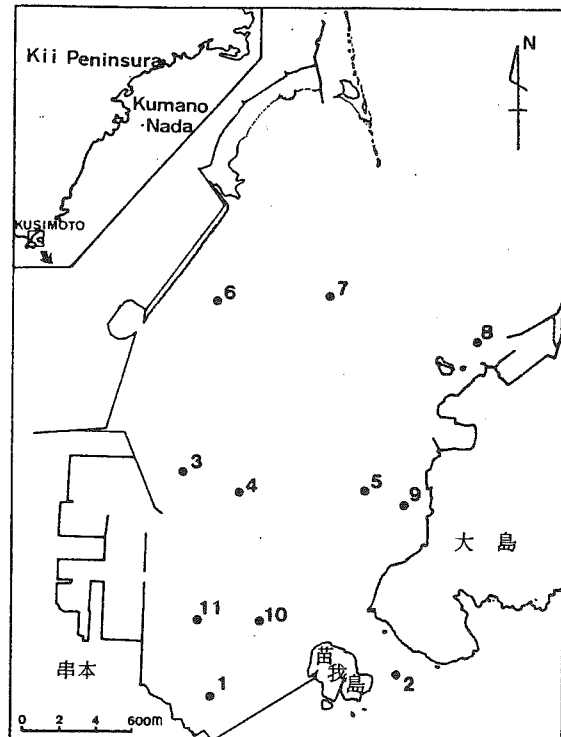 Kii Peninsura
Kumano
Nada
KUSIMOTO
N
6
7
8
3
4
5
9
大島
11
10
苗我島
串本
1
2
0 2 4 600m